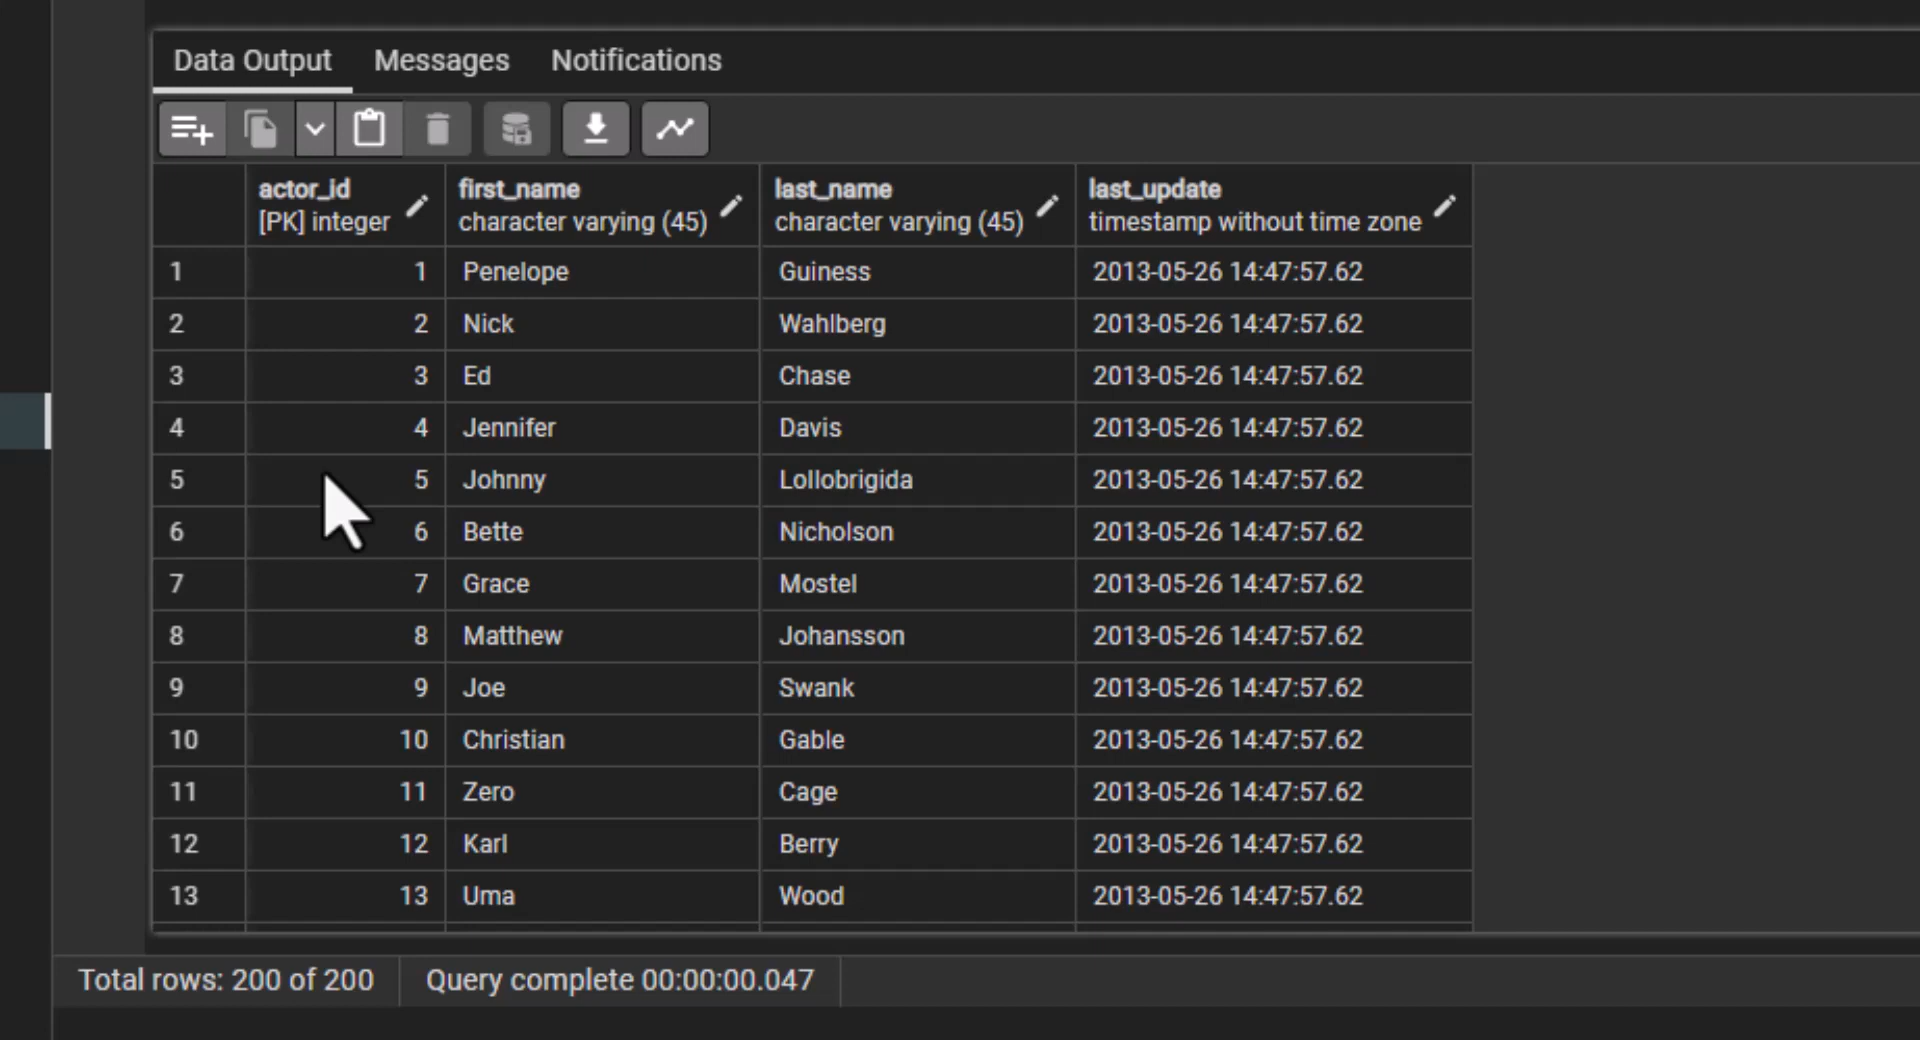 Data Output Messages Notifications
actor_id first_name last_name last_update
[PK] integer character varying (45) character varying (45) timestamp without time zone
1 1 Penelope Guiness 2013-05-26 14:47:57.62
2 2 Nick Wahlberg 2013-05-26 14:47:57.62
3 3 Ed Chase 2013-05-26 14:47:57.62
4 4 Jennifer Davis 2013-05-26 14:47:57.62
5 5 Johnny Lollobrigida 2013-05-26 14:47:57.62
6 6 Bette Nicholson 2013-05-26 14:47:57.62
7 7 Grace Mostel 2013-05-26 14:47:57.62
8 8 Matthew Johansson 2013-05-26 14:47:57.62
9 9 Joe Swank 2013-05-26 14:47:57.62
10 10 Christian Gable 2013-05-26 14:47:57.62
11 11 Zero Cage 2013-05-26 14:47:57.62
12 12 Karl Berry 2013-05-26 14:47:57.62
13 13 Uma Wood 2013-05-26 14:47:57.62
Total rows: 200 of 200 Query complete 00:00:00.047